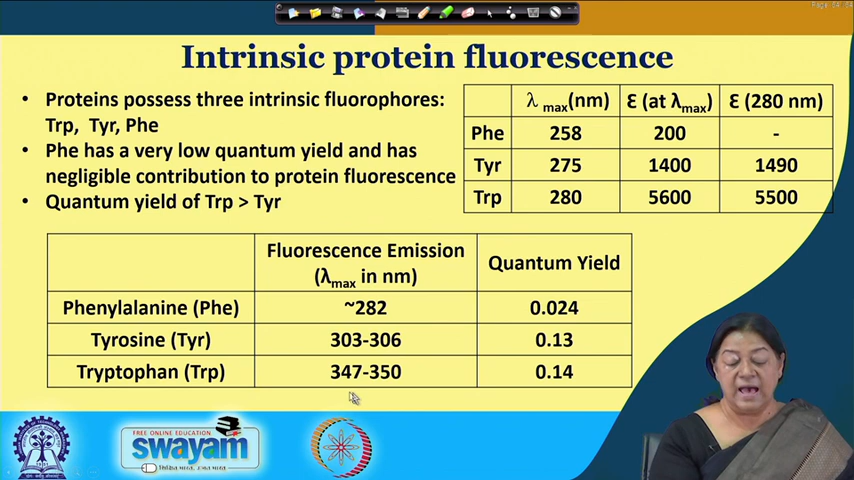 Intrinsic protein fluorescence
• Proteins possess three intrinsic fluorophores:
Trp, Tyr, Phe
• Phe has a very low quantum yield and has
negligible contribution to protein fluorescence
• Quantum yield of Trp > Tyr
λ max(nm) Ɛ (at λmax) Ɛ (280 nm)
Phe 258 200 -
Tyr 275 1400 1490
Trp 280 5600 5500
Fluorescence Emission
(λmax in nm) Quantum Yield
Phenylalanine (Phe) ~282 0.024
Tyrosine (Tyr) 303-306 0.13
Tryptophan (Trp) 347-350 0.14
FREE ONLINE EDUCATION
swayam